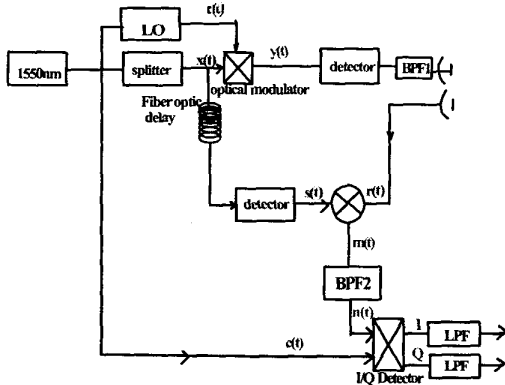 LO
c(t)
1550nm
splitter
x(t)
y(t)
detector
BPF1
optical modulator
Fiber optic
delay
detector
s(t)
r(t)
m(t)
BPF2
n(t)
c(t)
I
LPF
Q
LPF
I/Q Detector